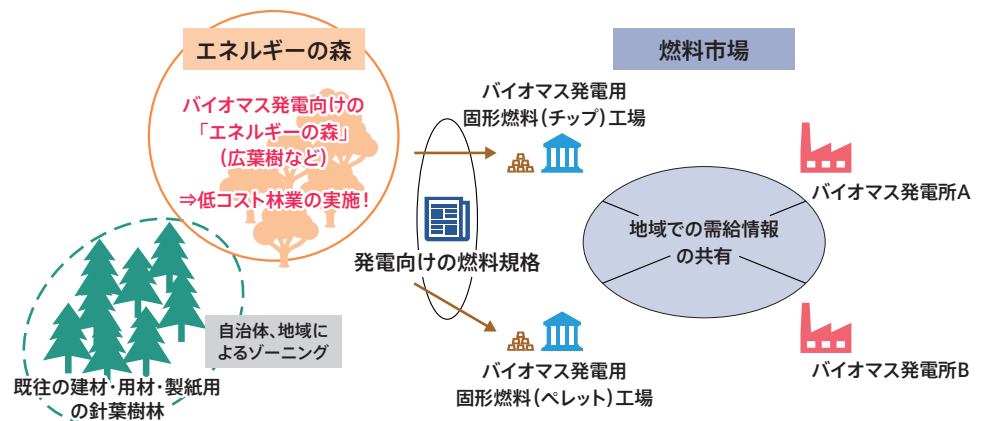 エネルギーの森
バイオマス発電向けの
「エネルギーの森」
(広葉樹など)
⇒低コスト林業の実施!
既往の建材・用材・製紙用
の針葉樹林
自治体、地域に
よるゾーニング
発電向けの燃料規格
燃料市場
バイオマス発電用
固形燃料(チップ)工場
バイオマス発電用
固形燃料(ペレット)工場
地域での需給情報
の共有
バイオマス発電所A
バイオマス発電所B